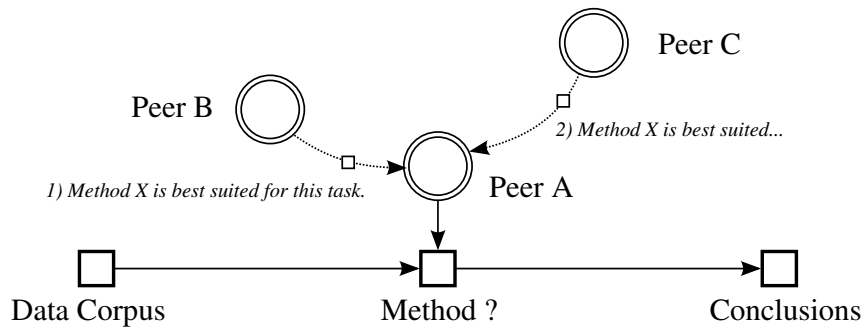 Peer C
Peer B
2) Method X is best suited...
1) Method X is best suited for this task.
Peer A
Data Corpus
Method ?
Conclusions